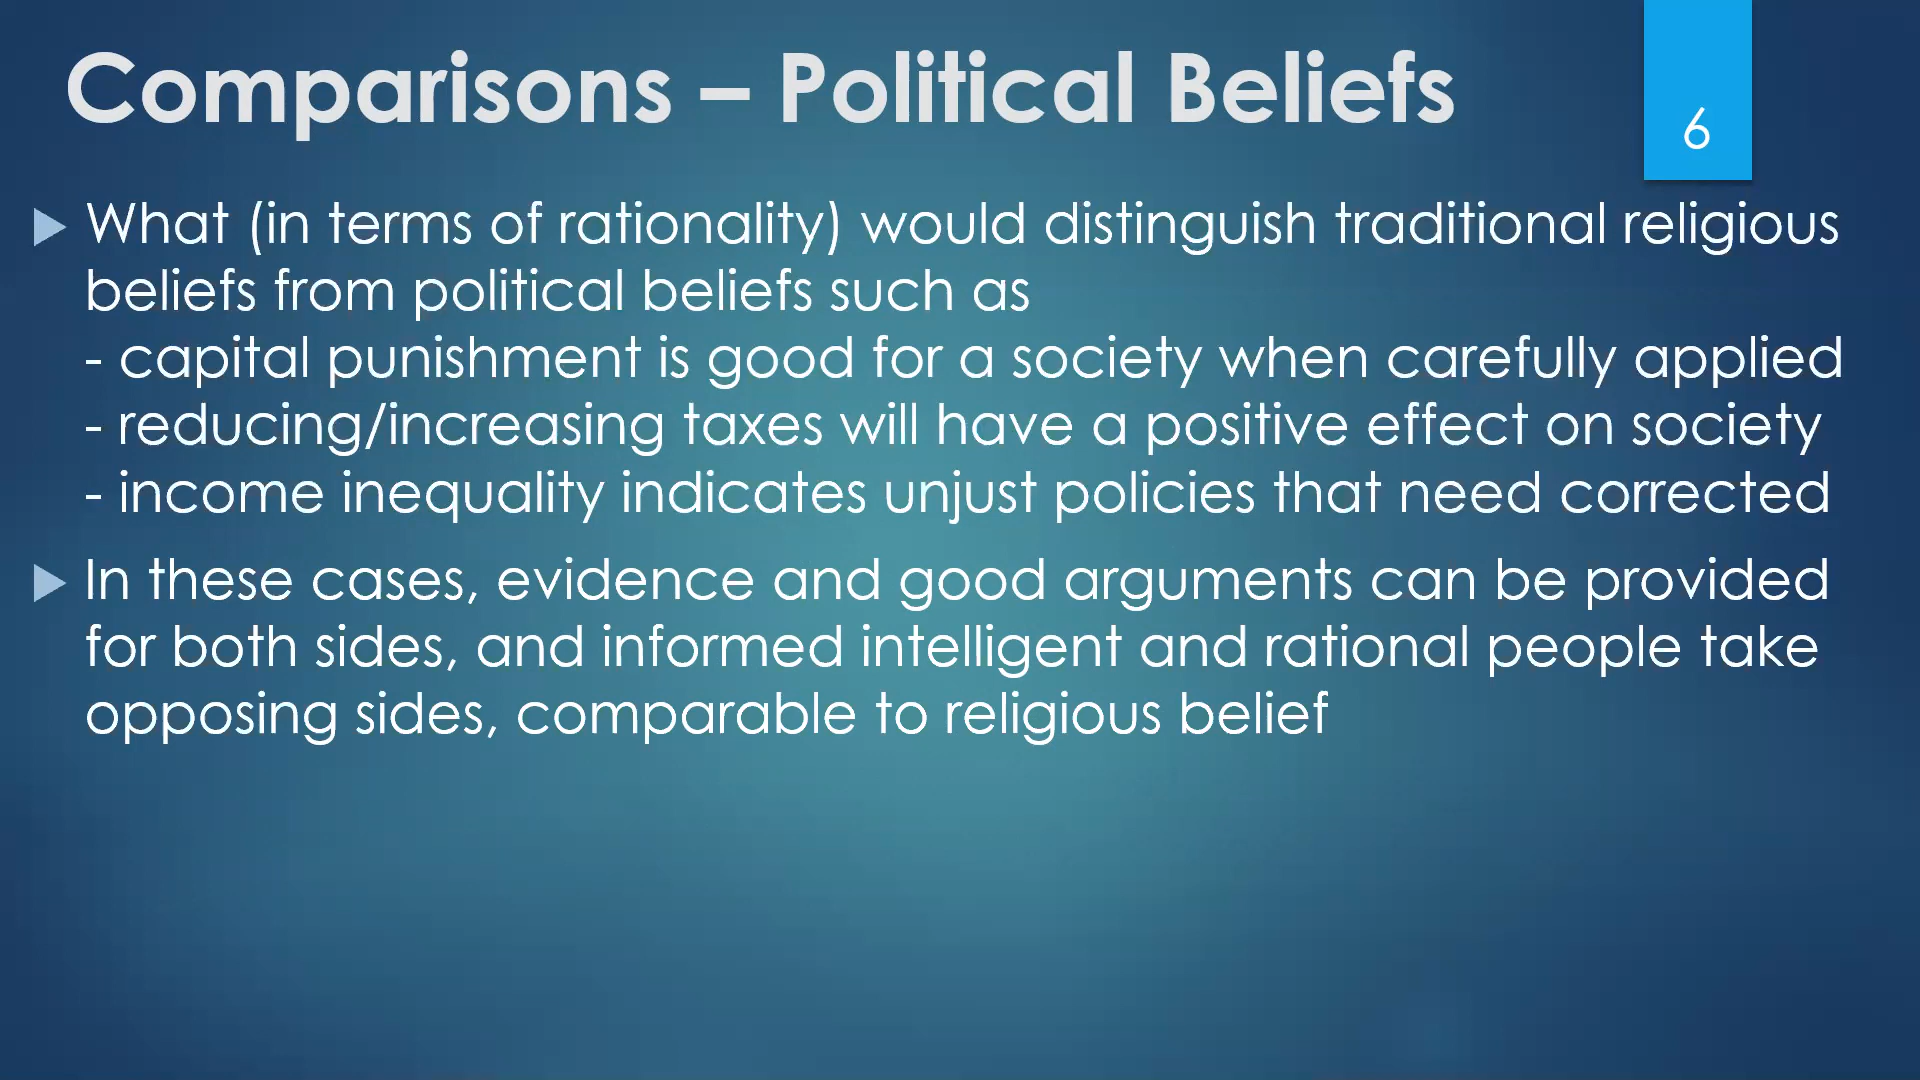 Comparisons – Political Beliefs
6
What (in terms of rationality) would distinguish traditional religious
beliefs from political beliefs such as
- capital punishment is good for a society when carefully applied
- reducing/increasing taxes will have a positive effect on society
- income inequality indicates unjust policies that need corrected
In these cases, evidence and good arguments can be provided
for both sides, and informed intelligent and rational people take
opposing sides, comparable to religious belief